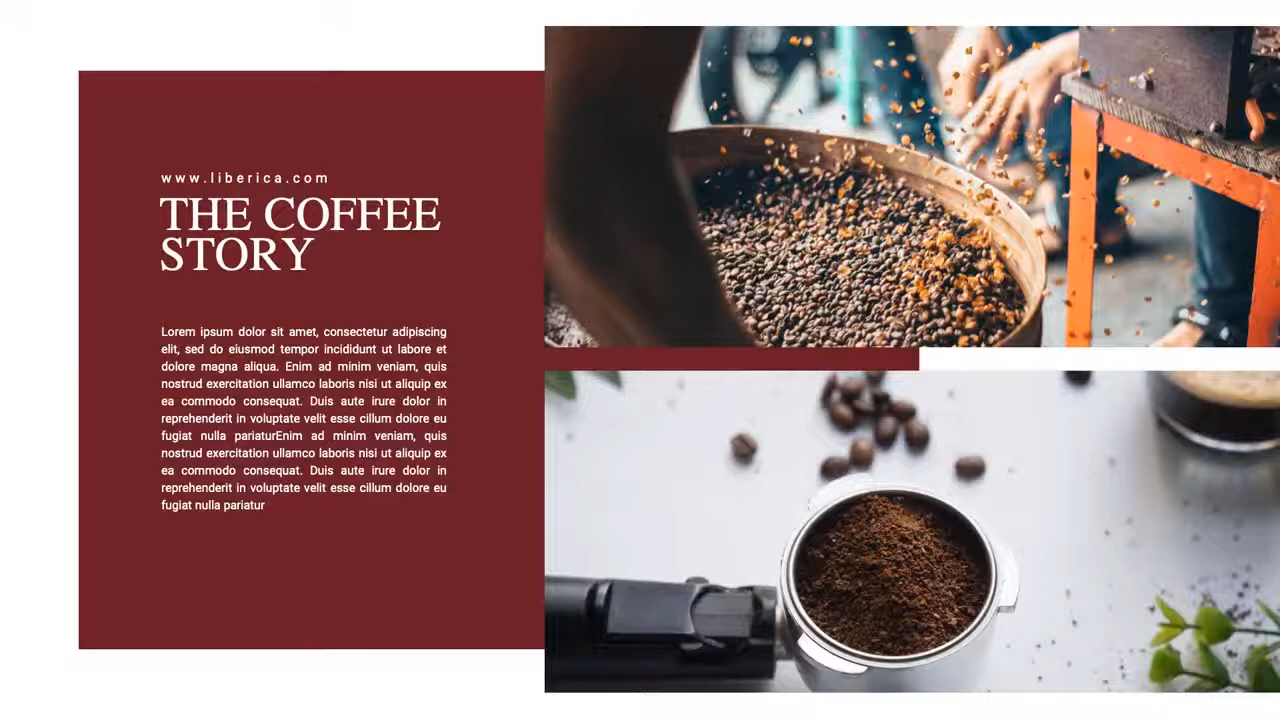 www.liberica.com
THE COFFEE
STORY
Lorem ipsum dolor sit amet, consectetur adipiscing
elit, sed do eiusmod tempor incididunt ut labore et
dolore magna aliqua. Enim ad minim veniam, quis
nostrud exercitation ullamco laboris nisi ut aliquip ex
ea commodo consequat. Duis aute irure dolor in
reprehenderit in voluptate velit esse cillum dolore eu
fugiat nulla pariaturEnim ad minim veniam, quis
nostrud exercitation ullamco laboris nisi ut aliquip ex
ea commodo consequat. Duis aute irure dolor in
reprehenderit in voluptate velit esse cillum dolore eu
fugiat nulla pariatur